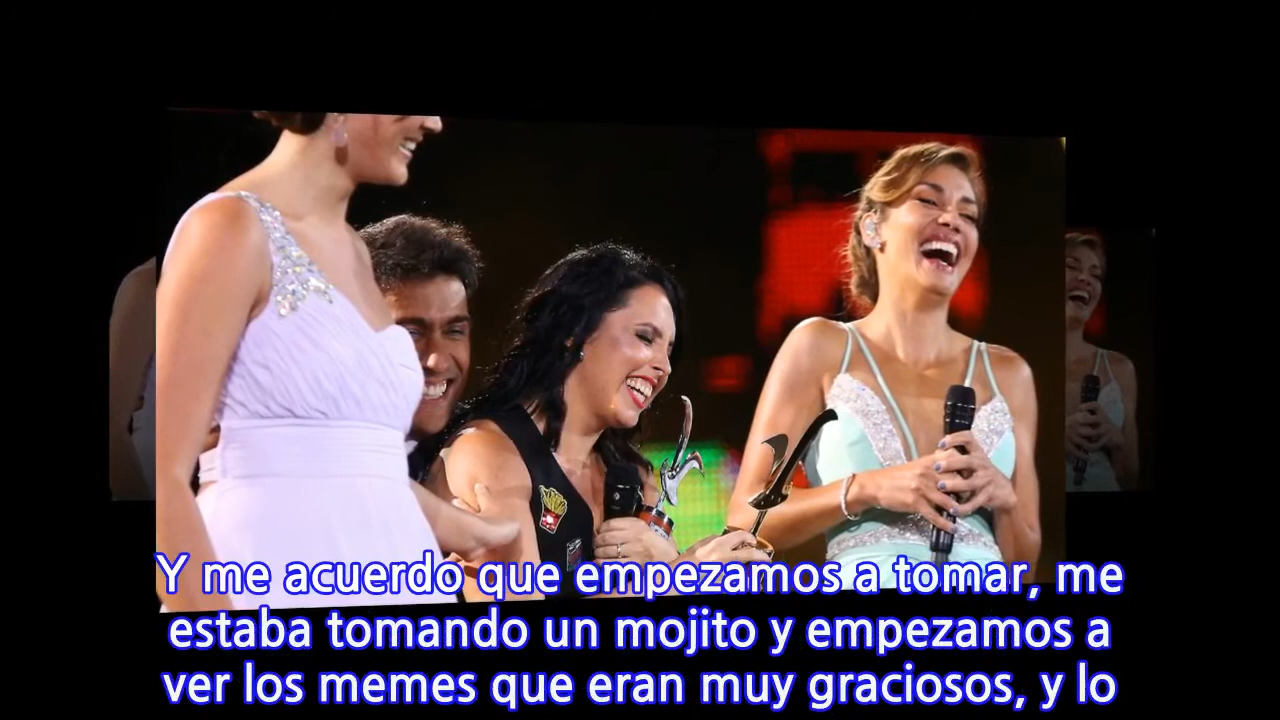 Y me acuerdo que empezamos a tomar, me
estaba tomando un mojito y empezamos a
ver los memes que eran muy graciosos, y lo